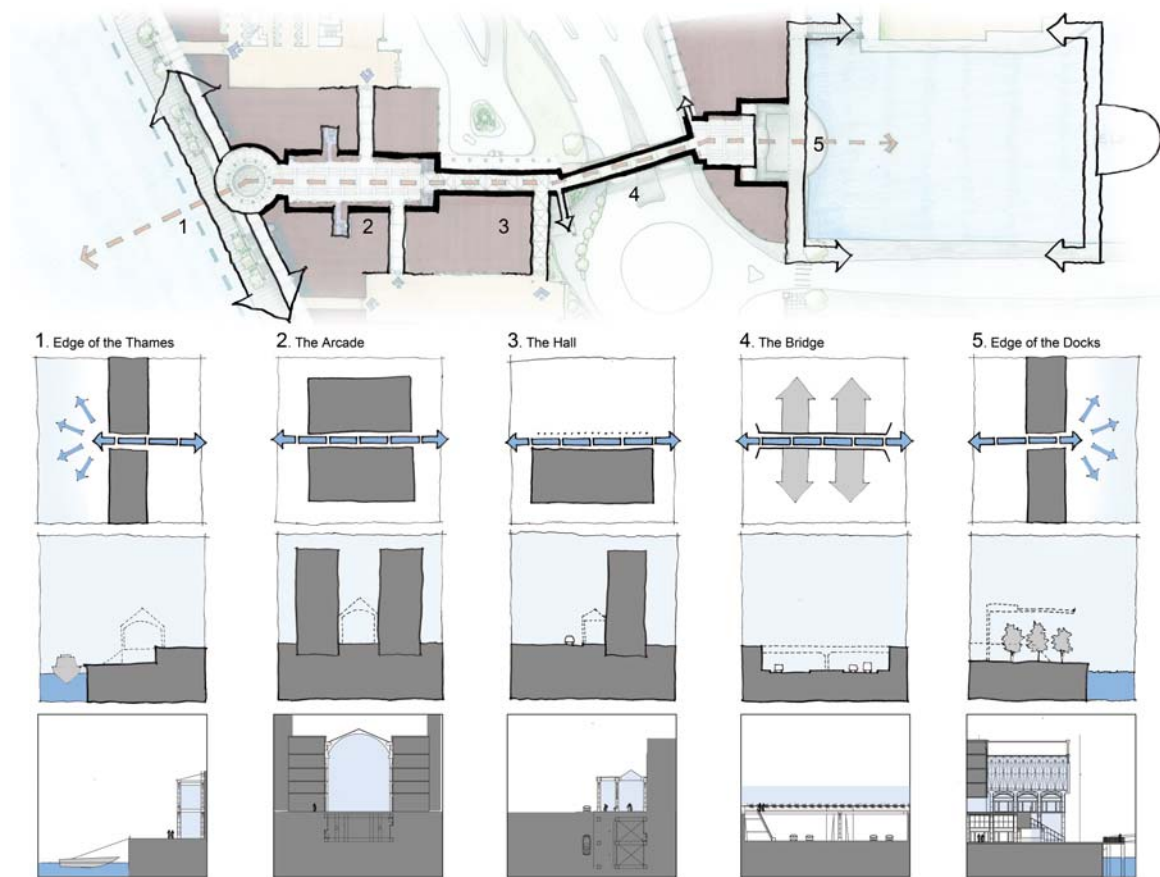 1
2
3
4
5
1. Edge of the Thames
2. The Arcade
3. The Hall
4. The Bridge
5. Edge of the Docks